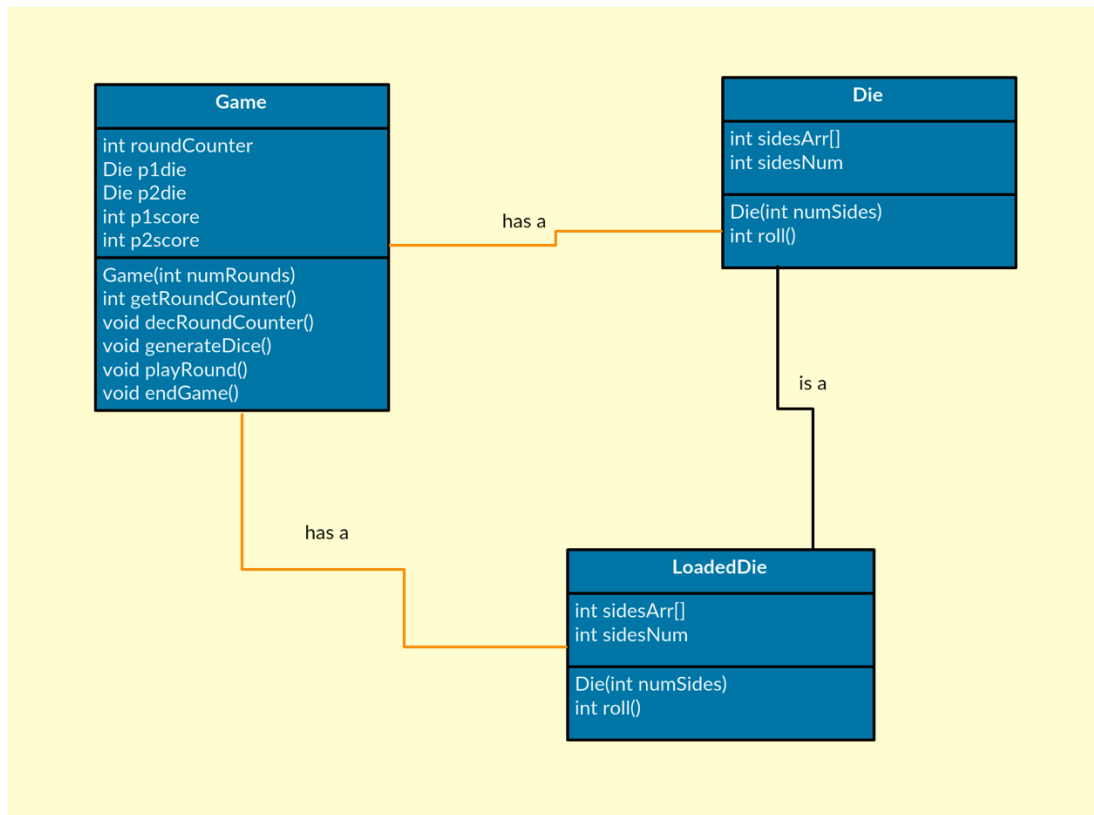 Game
int roundCounter
Die p1die
Die p2die
int p1score
int p2score
Game(int numRounds)
int getRoundCounter()
void decRoundCounter()
void generateDice()
void playRound()
void endGame()
has a
Die
int sidesArr[]
int sidesNum
Die(int numSides)
int roll()
is a
has a
LoadedDie
int sidesArr[]
int sidesNum
Die(int numSides)
int roll()